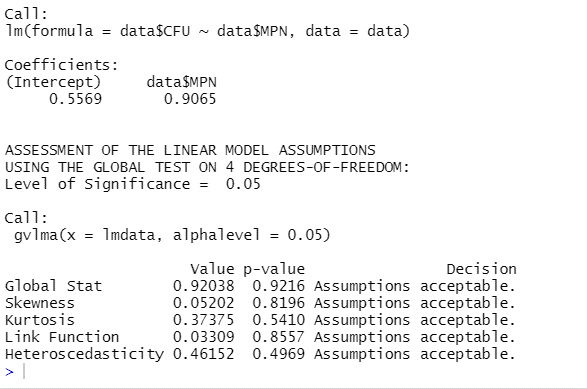 Call:
lm(formula = data$CFU ~ data$MPN, data = data)
Coefficients:
(Intercept)     data$MPN
     0.5569       0.9065
ASSESSMENT OF THE LINEAR MODEL ASSUMPTIONS
USING THE GLOBAL TEST ON 4 DEGREES-OF-FREEDOM:
Level of Significance =  0.05
Call:
 gvlma(x = lmdata, alphalevel = 0.05)
                     Value p-value                Decision
Global Stat        0.92038  0.9216 Assumptions acceptable.
Skewness           0.05202  0.8196 Assumptions acceptable.
Kurtosis           0.37375  0.5410 Assumptions acceptable.
Link Function      0.03309  0.8557 Assumptions acceptable.
Heteroscedasticity 0.46152  0.4969 Assumptions acceptable.
>